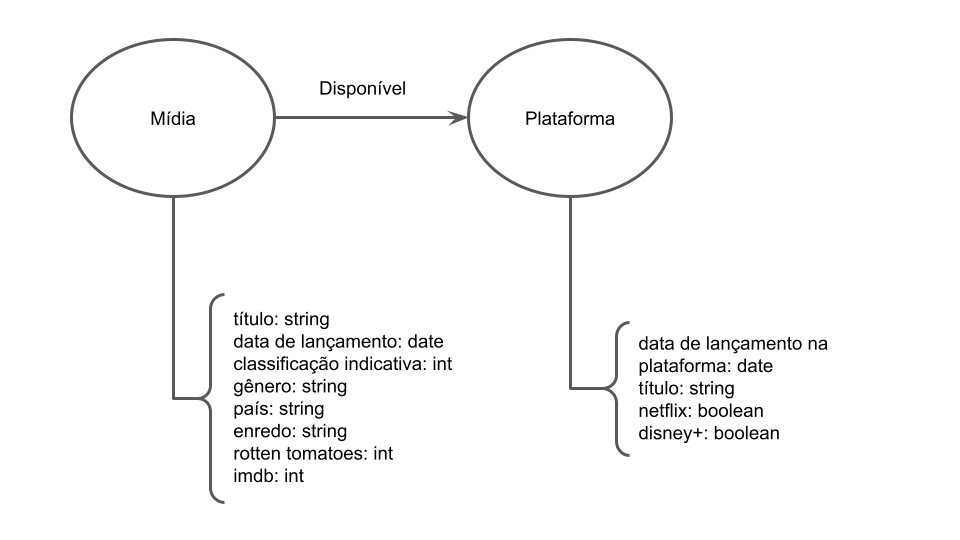 Disponível
Mídia
Plataforma
título: string
data de lançamento: date
classificação indicativa: int
gênero: string
país: string
enredo: string
rotten tomatoes: int
imdb: int
data de lançamento na
plataforma: date
título: string
netflix: boolean
disney+: boolean